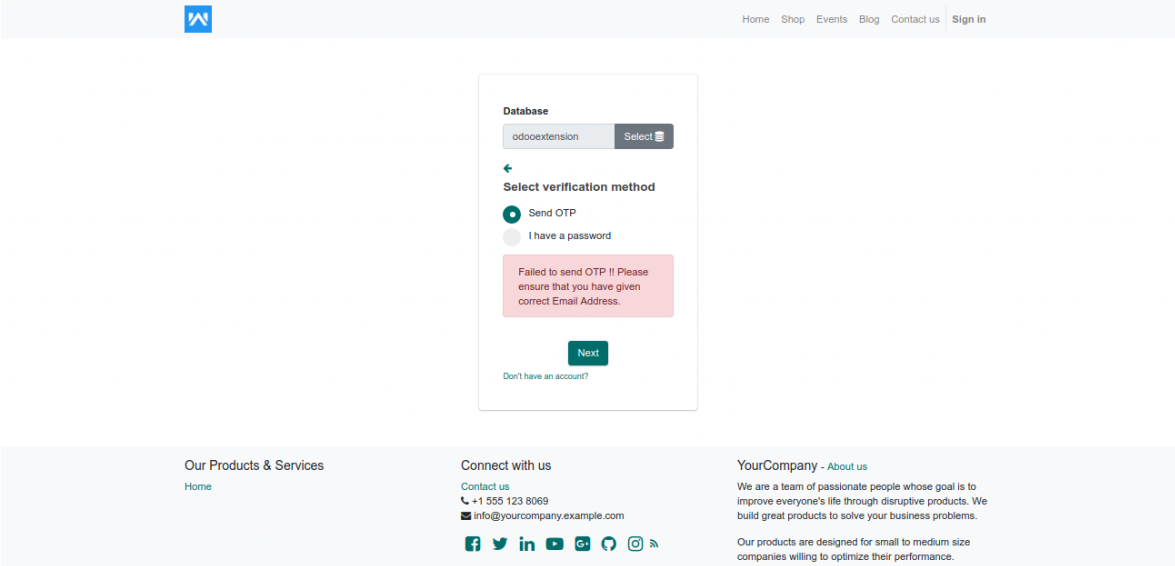 Home Shop Events Blog Contact us Sign in
Database
odooextension Select
Select verification method
Send OTP
I have a password
Failed to send OTP !! Please
ensure that you have given
correct Email Address.
Next
Don't have an account?
Our Products & Services
Home
Connect with us
Contact us
+1 555 123 8069
info@yourcompany.example.com
YourCompany - About us
We are a team of passionate people whose goal is to
improve everyone's life through disruptive products. We
build great products to solve your business problems.
Our products are designed for small to medium size
companies willing to optimize their performance.